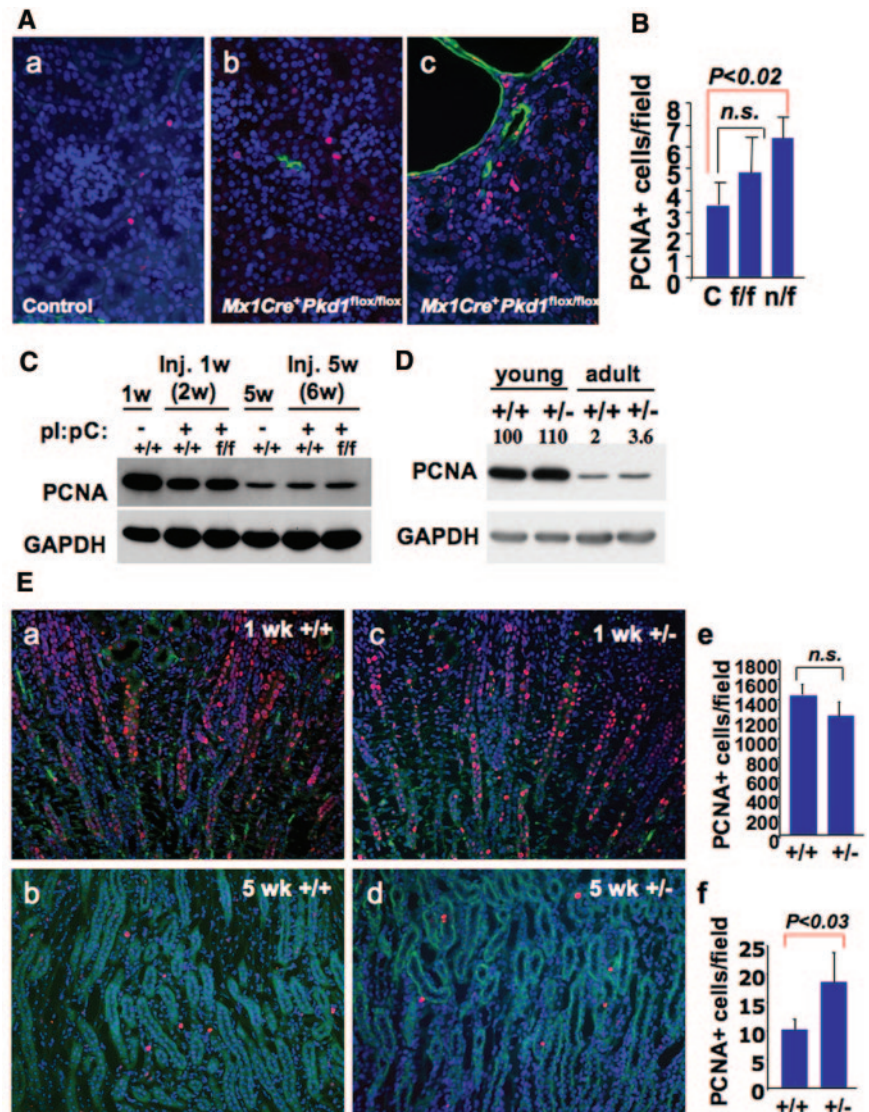 A
a
Control
b
Mx1Cre+Pkd1flox/flox
c
Mx1Cre+Pkd1flox/flox
B
P<0.02
n.s.
PCNA+ cells/field
8
7
6
5
4
3
2
1
0
C f/f n/f
C
Inj. 1w Inj. 5w
1w (2w) 5w (6w)
pI:pC: - + + - + +
+/+ +/+ f/f +/+ +/+ f/f
PCNA
GAPDH
D
young adult
+/+ +/- +/+ +/-
100 110 2 3.6
PCNA
GAPDH
E
a
1 wk +/+
c
1 wk +/-
b
5 wk +/+
d
5 wk +/-
e
n.s.
PCNA+ cells/field
1800
1600
1400
1200
1000
800
600
400
200
0
+/+ +/-
f
P<0.03
PCNA+ cells/field
25
20
15
10
5
0
+/+ +/-